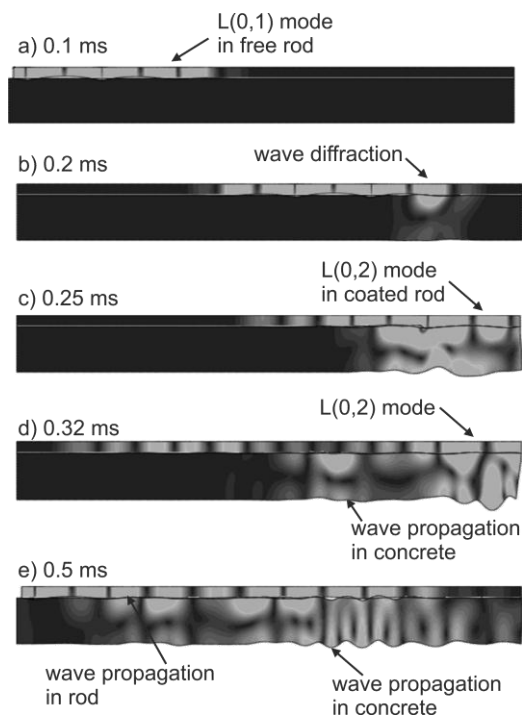 L(0,1) mode
in free rod
a) 0.1 ms
wave diffraction
b) 0.2 ms
L(0,2) mode
in coated rod
c) 0.25 ms
L(0,2) mode
d) 0.32 ms
wave propagation
in concrete
e) 0.5 ms
wave propagation
in rod
wave propagation
in concrete